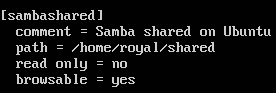 [sambashared]
comment = Samba shared on Ubuntu
path = /home/royal/shared
read only = no
browsable = yes